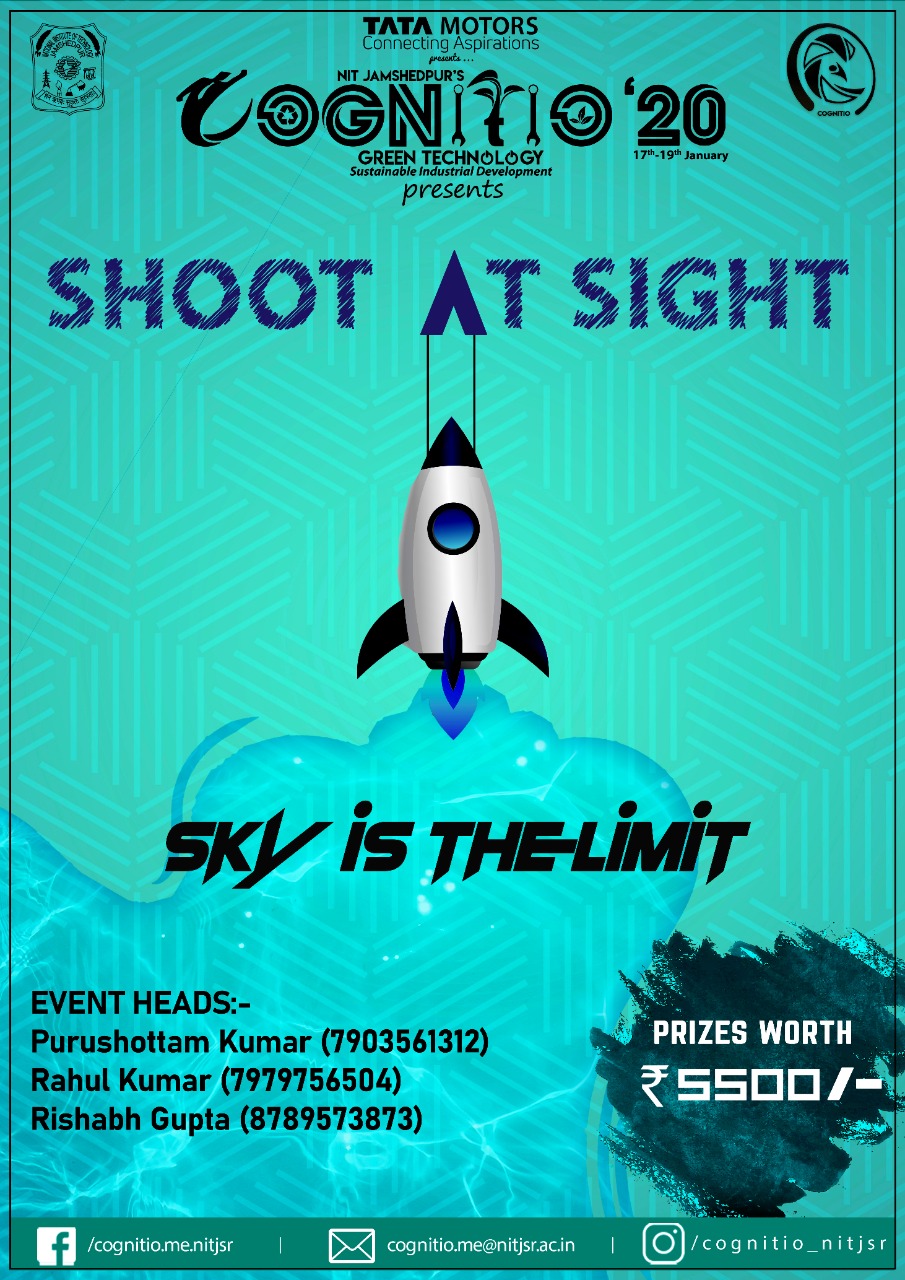 TATA MOTORS
Connecting Aspirations
presents ...
NIT JAMSHEDPUR'S
COGNITIO '20
GREEN TECHNOLOGY
17th-19th January
Sustainable Industrial Development
presents
COGNITIO
SHOOT AT SIGHT
SKY iS THE LiMiT
EVENT HEADS:-
Purushottam Kumar (7903561312)
Rahul Kumar (7979756504)
Rishabh Gupta (8789573873)
PRIZES WORTH
₹5500/-
/cognitio.me.nitjsr | cognitio.me@nitjsr.ac.in | /cognitio_nitjsr